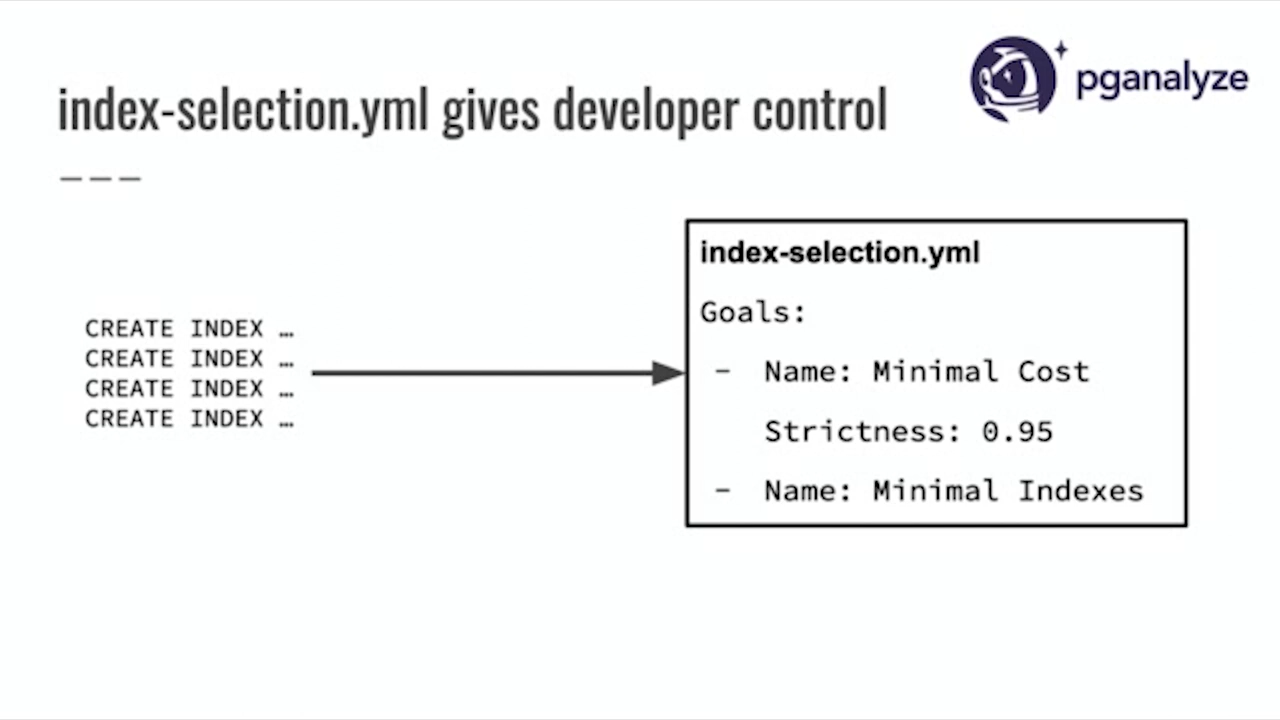 pganalyze
index-selection.yml gives developer control
---
CREATE INDEX …
CREATE INDEX …
CREATE INDEX …
CREATE INDEX …
index-selection.yml
Goals:
- Name: Minimal Cost
Strictness: 0.95
- Name: Minimal Indexes